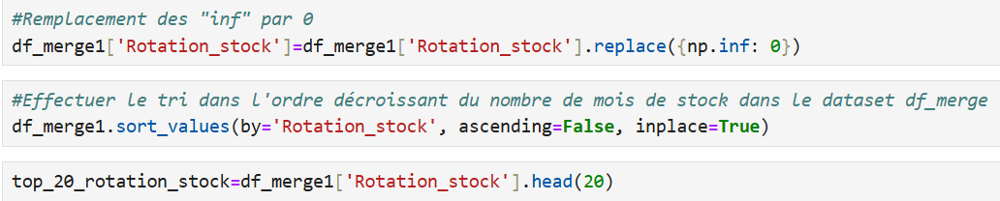 #Remplacement des "inf" par 0
df_merge1['Rotation_stock']=df_merge1['Rotation_stock'].replace({np.inf: 0})
#Effectuer le tri dans l'ordre décroissant du nombre de mois de stock dans le dataset df_merge
df_merge1.sort_values(by='Rotation_stock', ascending=False, inplace=True)
top_20_rotation_stock=df_merge1['Rotation_stock'].head(20)